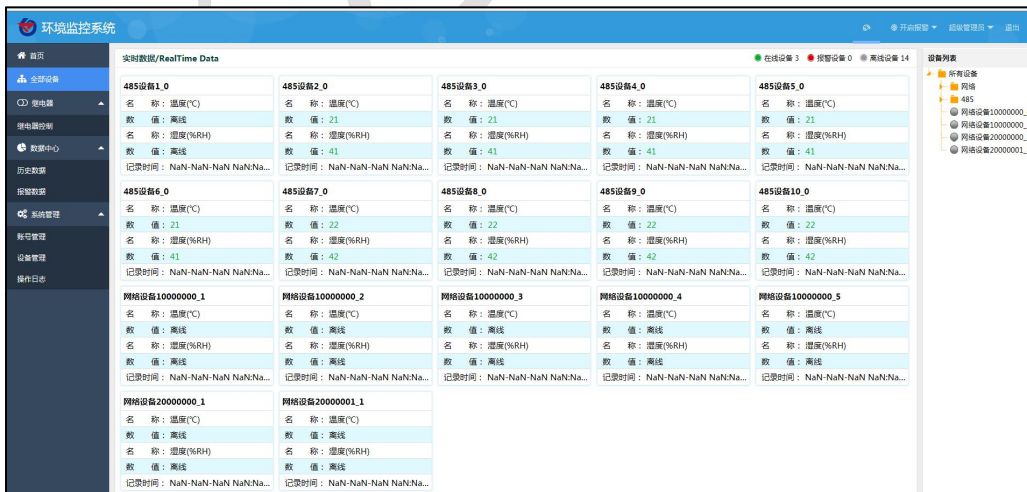 环境监控系统
开启报警 超级管理员 退出
首页
全部设备
继电器
继电器控制
数据中心
历史数据
报警数据
系统管理
账号管理
设备管理
操作日志
实时数据/RealTime Data
在线设备 3 报警设备 0 离线设备 14
485设备1_0
名 称：温度(℃)
数 值：离线
名 称：湿度(%RH)
数 值：离线
记录时间： NaN-NaN-NaN NaN:Na...
485设备2_0
名 称：温度(℃)
数 值：21
名 称：湿度(%RH)
数 值：41
记录时间： NaN-NaN-NaN NaN:Na...
485设备3_0
名 称：温度(℃)
数 值：21
名 称：湿度(%RH)
数 值：41
记录时间： NaN-NaN-NaN NaN:Na...
485设备4_0
名 称：温度(℃)
数 值：21
名 称：湿度(%RH)
数 值：41
记录时间： NaN-NaN-NaN NaN:Na...
485设备5_0
名 称：温度(℃)
数 值：21
名 称：湿度(%RH)
数 值：41
记录时间： NaN-NaN-NaN NaN:Na...
485设备6_0
名 称：温度(℃)
数 值：21
名 称：湿度(%RH)
数 值：41
记录时间： NaN-NaN-NaN NaN:Na...
485设备7_0
名 称：温度(℃)
数 值：22
名 称：湿度(%RH)
数 值：42
记录时间： NaN-NaN-NaN NaN:Na...
485设备8_0
名 称：温度(℃)
数 值：22
名 称：湿度(%RH)
数 值：42
记录时间： NaN-NaN-NaN NaN:Na...
485设备9_0
名 称：温度(℃)
数 值：22
名 称：湿度(%RH)
数 值：42
记录时间： NaN-NaN-NaN NaN:Na...
485设备10_0
名 称：温度(℃)
数 值：22
名 称：湿度(%RH)
数 值：42
记录时间： NaN-NaN-NaN NaN:Na...
网络设备10000000_1
名 称：温度(℃)
数 值：离线
名 称：湿度(%RH)
数 值：离线
记录时间： NaN-NaN-NaN NaN:Na...
网络设备10000000_2
名 称：温度(℃)
数 值：离线
名 称：湿度(%RH)
数 值：离线
记录时间： NaN-NaN-NaN NaN:Na...
网络设备10000000_3
名 称：温度(℃)
数 值：离线
名 称：湿度(%RH)
数 值：离线
记录时间： NaN-NaN-NaN NaN:Na...
网络设备10000000_4
名 称：温度(℃)
数 值：离线
名 称：湿度(%RH)
数 值：离线
记录时间： NaN-NaN-NaN NaN:Na...
网络设备10000000_5
名 称：温度(℃)
数 值：离线
名 称：湿度(%RH)
数 值：离线
记录时间： NaN-NaN-NaN NaN:Na...
网络设备20000000_1
名 称：温度(℃)
数 值：离线
名 称：湿度(%RH)
数 值：离线
记录时间： NaN-NaN-NaN NaN:Na...
网络设备20000001_1
名 称：温度(℃)
数 值：离线
名 称：湿度(%RH)
数 值：离线
记录时间： NaN-NaN-NaN NaN:Na...
设备列表
所有设备
网络
485
网络设备10000000_
网络设备10000000_
网络设备20000000_
网络设备20000001_